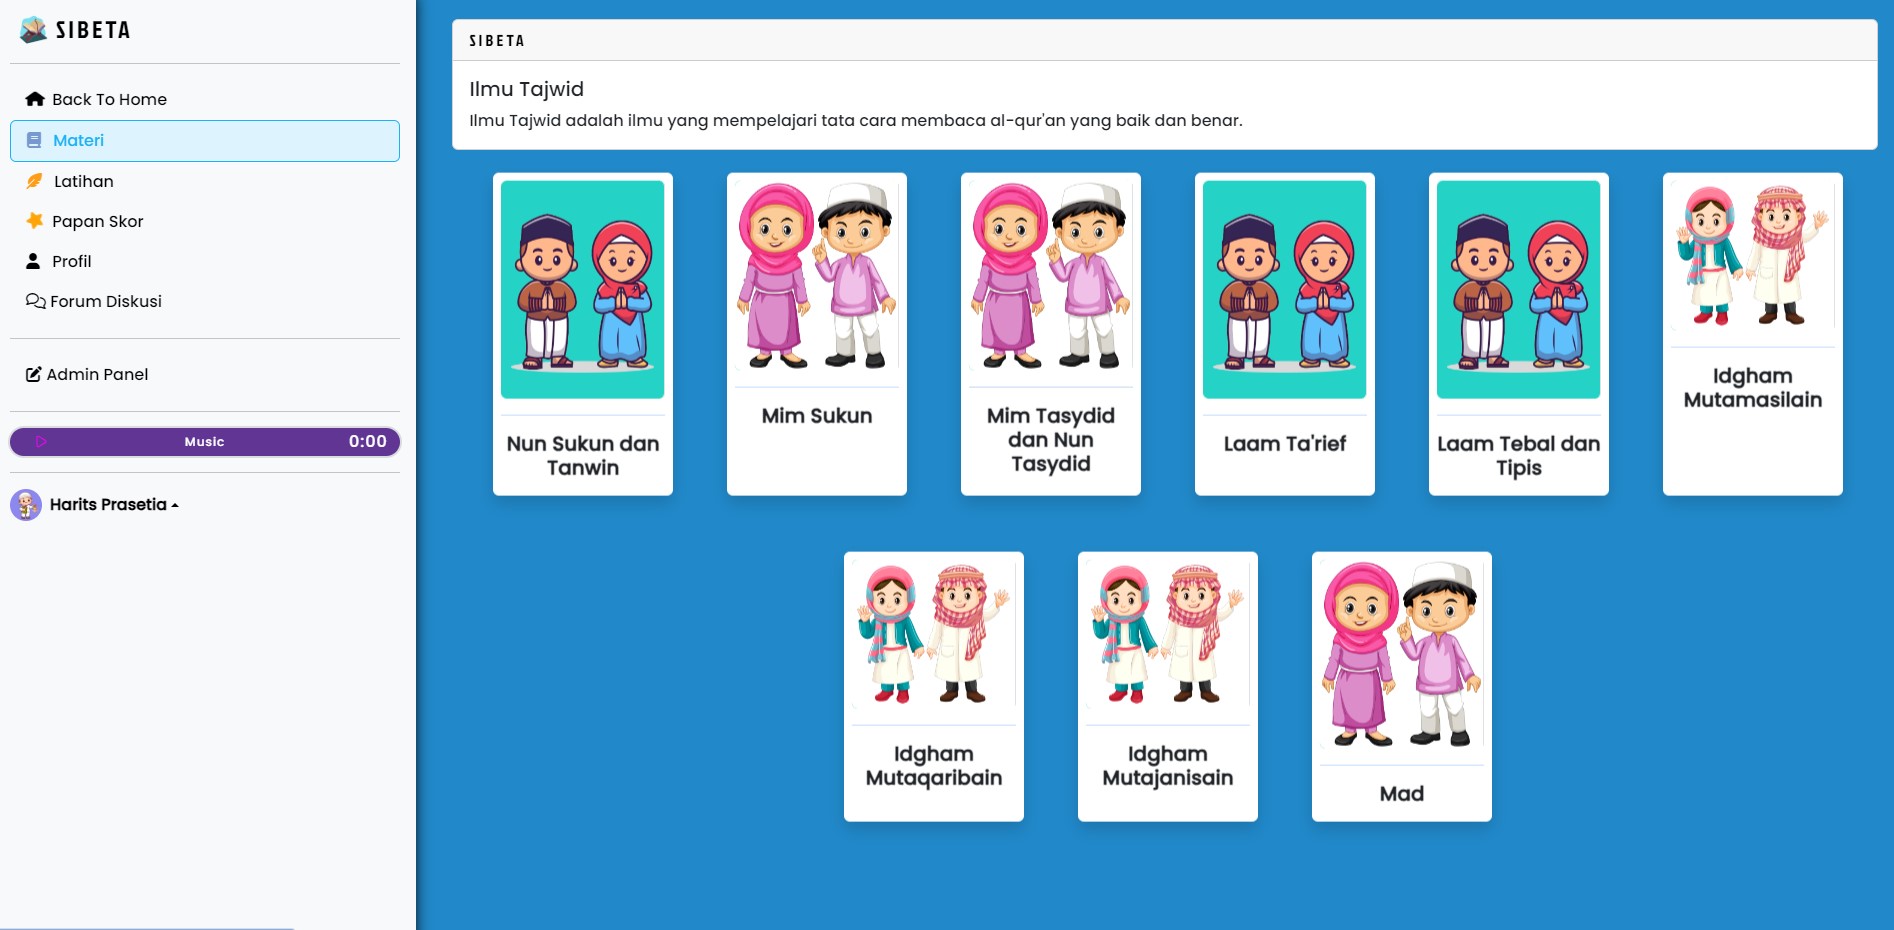 SIBETA
Back To Home
Materi
Latihan
Papan Skor
Profil
Forum Diskusi
Admin Panel
Music
0:00
Harits Prasetia
SIBETA
Ilmu Tajwid
Ilmu Tajwid adalah ilmu yang mempelajari tata cara membaca al-qur'an yang baik dan benar.
Nun Sukun dan
Tanwin
Mim Sukun
Mim Tasydid
dan Nun
Tasydid
Laam Ta'rief
Laam Tebal dan
Tipis
Idgham
Mutamasilain
Idgham
Mutaqaribain
Idgham
Mutajanisain
Mad